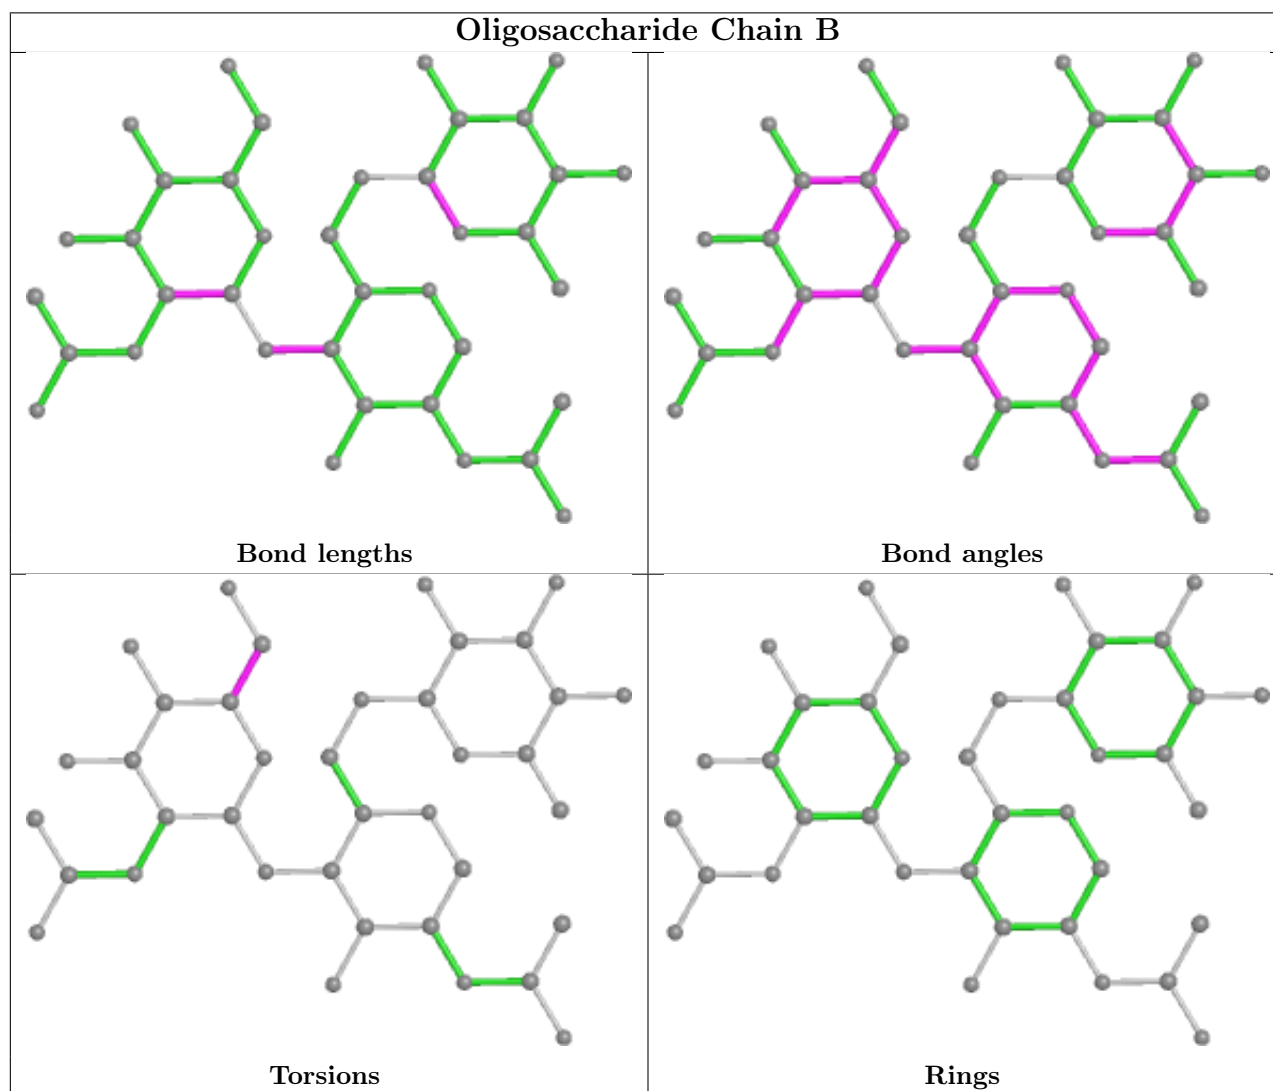 Oligosaccharide Chain B
Bond lengths
Bond angles
Torsions
Rings